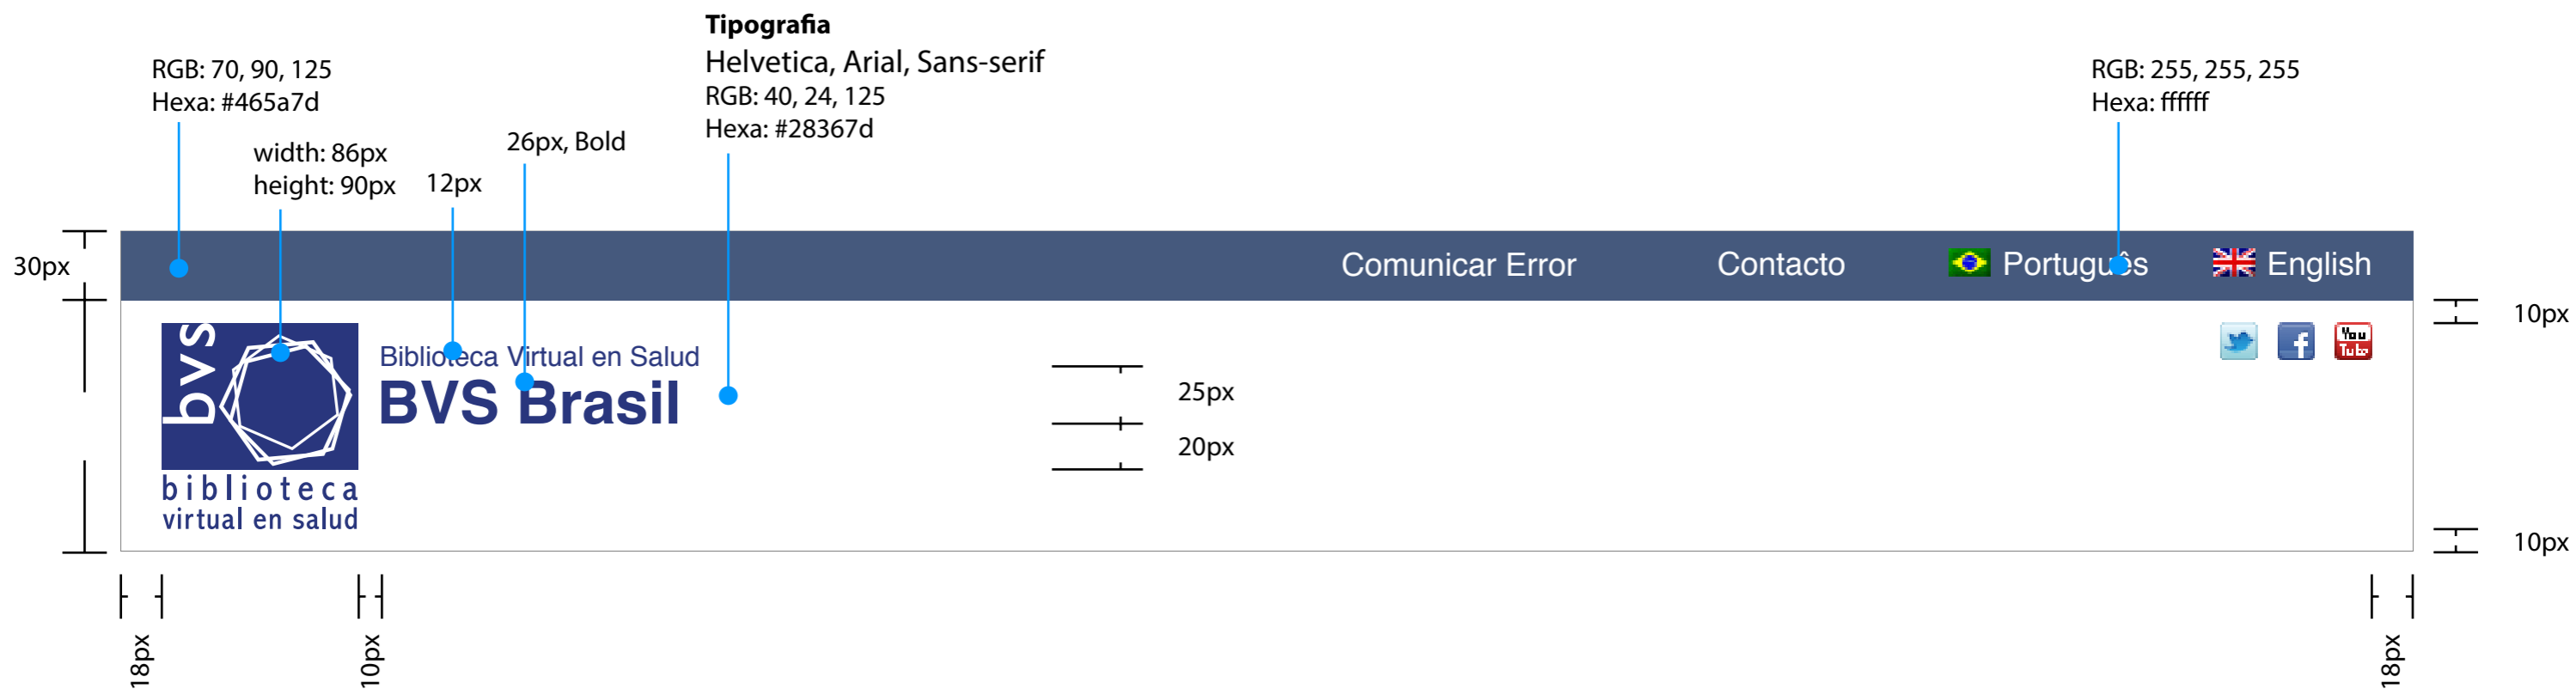 Tipografia
Helvetica, Arial, Sans-serif
RGB: 40, 24, 125
Hexa: #28367d
RGB: 70, 90, 125
Hexa: #465a7d
RGB: 255, 255, 255
Hexa: ffffff
width: 86px
height: 90px
12px
26px, Bold
30px
Comunicar Error
Contacto
Português
English
10px
bvs
biblioteca
virtual en salud
Biblioteca Virtual en Salud
BVS Brasil
You
Tube
25px
20px
10px
18px
10px
18px